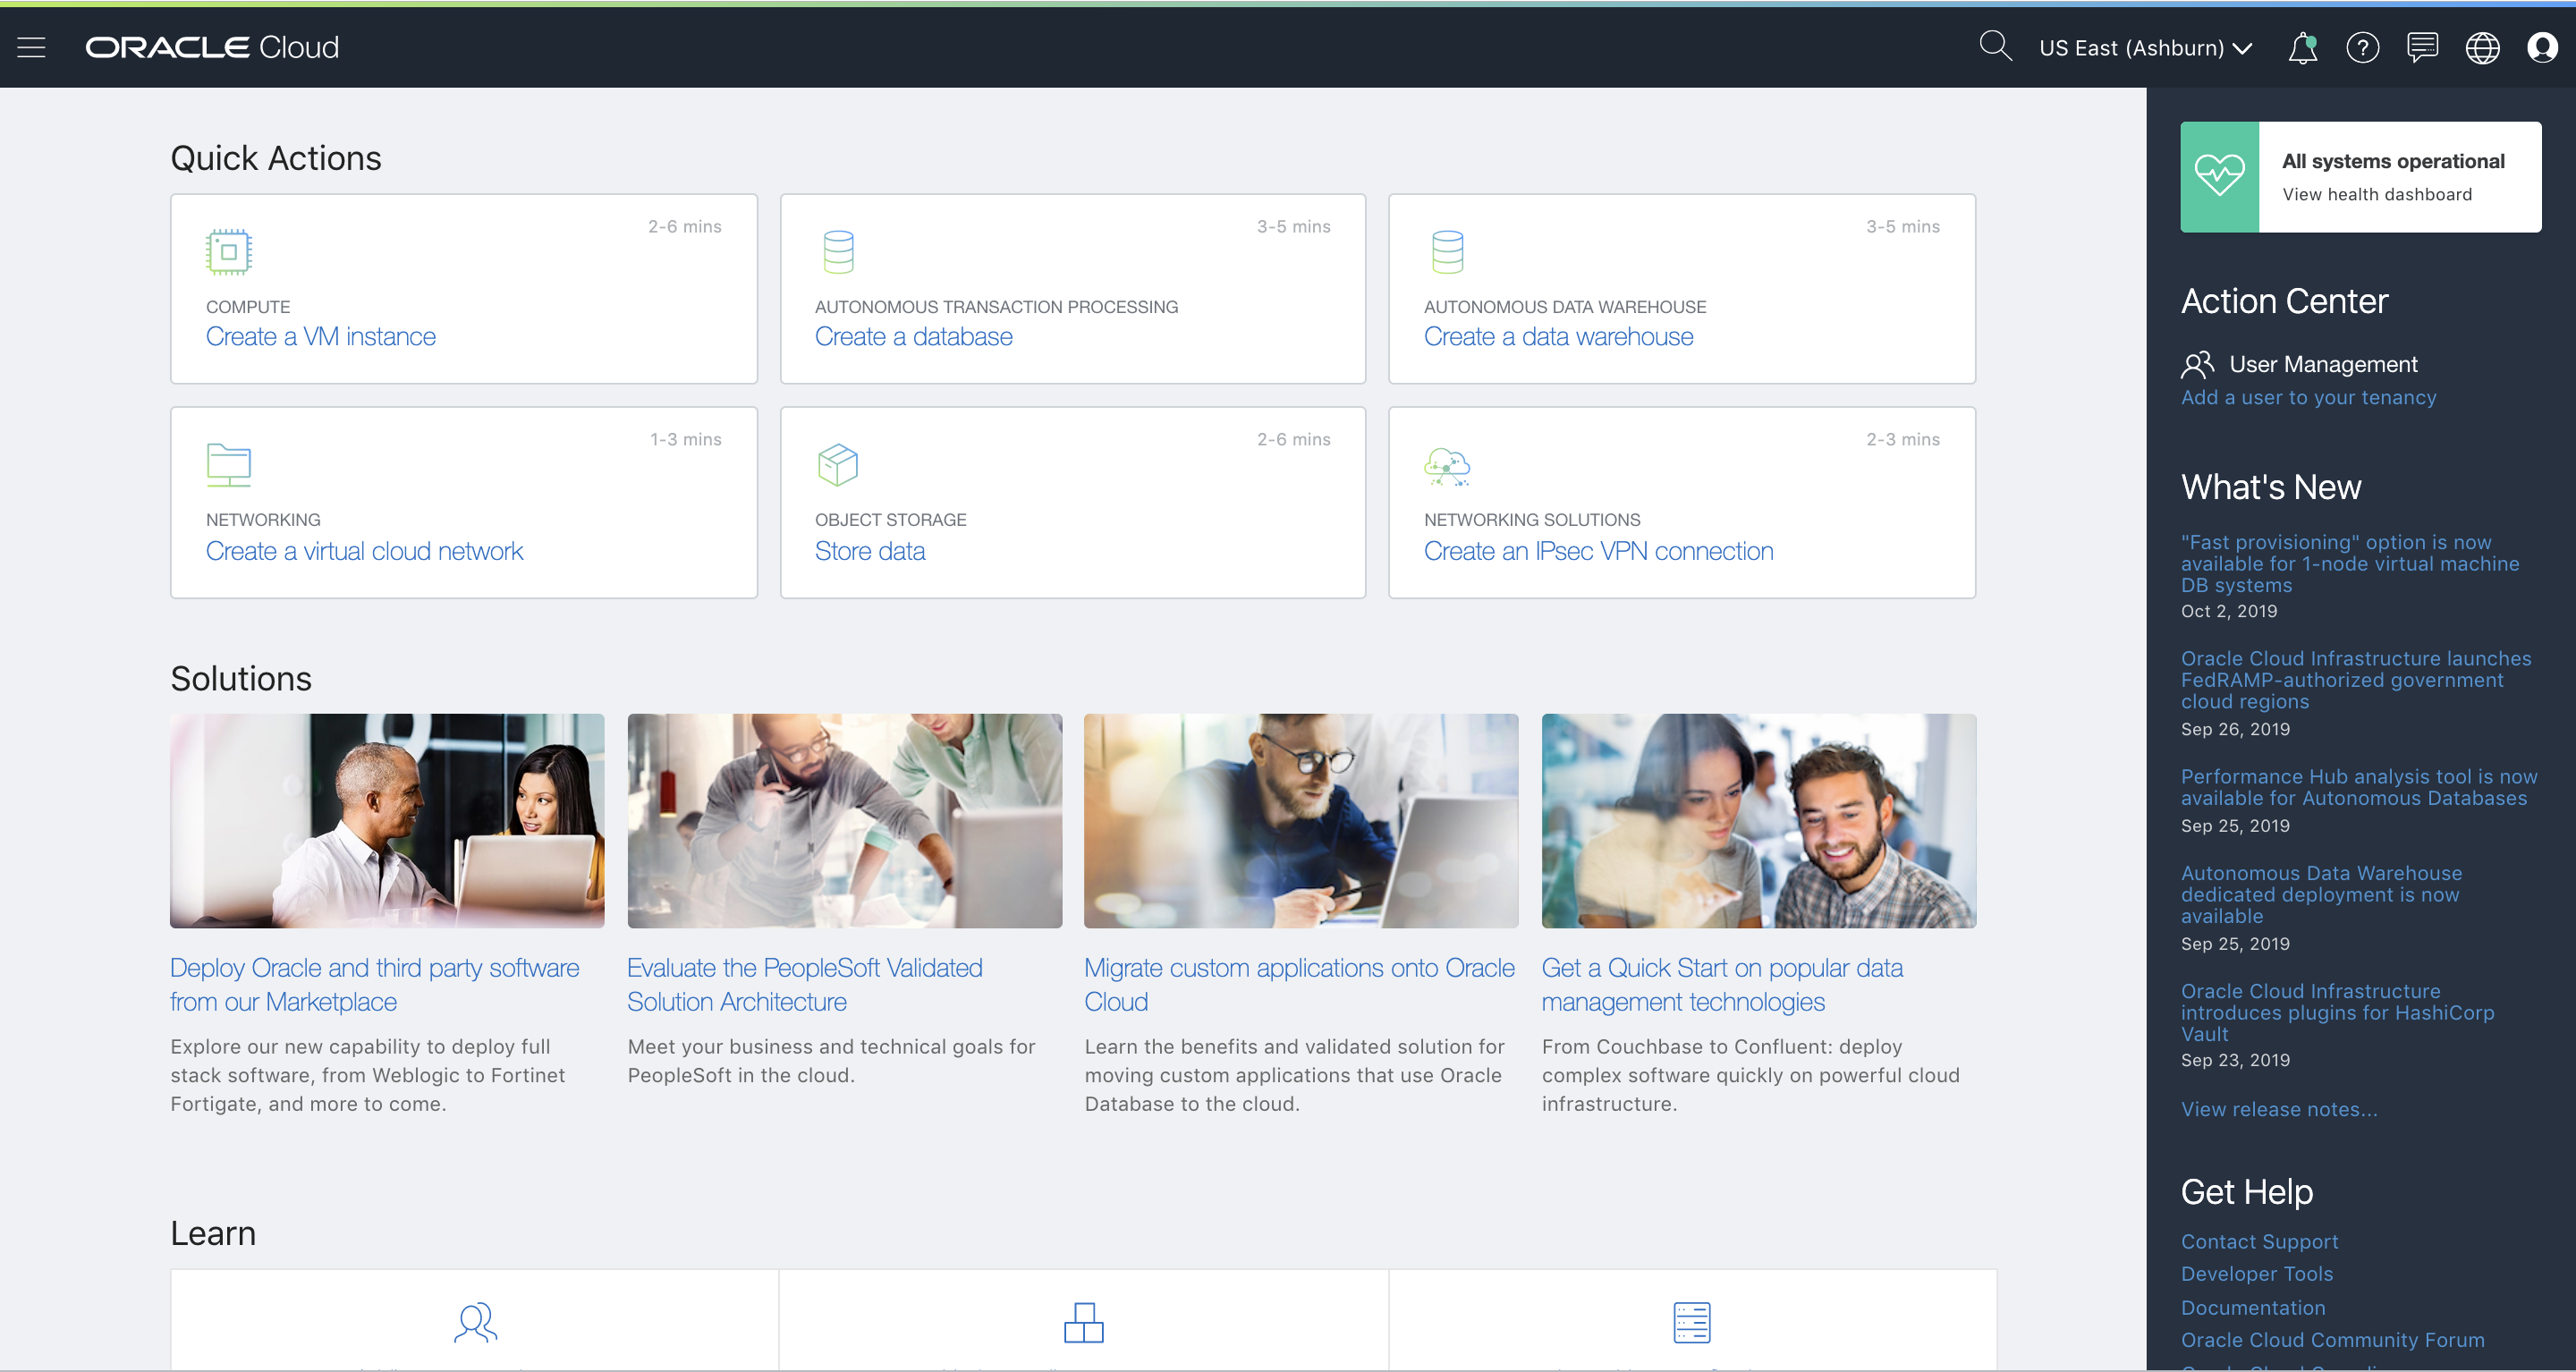 ORACLE Cloud
US East (Ashburn)
Quick Actions
2-6 mins
COMPUTE
Create a VM instance
3-5 mins
AUTONOMOUS TRANSACTION PROCESSING
Create a database
3-5 mins
AUTONOMOUS DATA WAREHOUSE
Create a data warehouse
1-3 mins
NETWORKING
Create a virtual cloud network
2-6 mins
OBJECT STORAGE
Store data
2-3 mins
NETWORKING SOLUTIONS
Create an IPsec VPN connection
Solutions
Deploy Oracle and third party software
from our Marketplace
Explore our new capability to deploy full
stack software, from Weblogic to Fortinet
Fortigate, and more to come.
Evaluate the PeopleSoft Validated
Solution Architecture
Meet your business and technical goals for
PeopleSoft in the cloud.
Migrate custom applications onto Oracle
Cloud
Learn the benefits and validated solution for
moving custom applications that use Oracle
Database to the cloud.
Get a Quick Start on popular data
management technologies
From Couchbase to Confluent: deploy
complex software quickly on powerful cloud
infrastructure.
Learn
All systems operational
View health dashboard
Action Center
User Management
Add a user to your tenancy
What's New
"Fast provisioning" option is now
available for 1-node virtual machine
DB systems
Oct 2, 2019
Oracle Cloud Infrastructure launches
FedRAMP-authorized government
cloud regions
Sep 26, 2019
Performance Hub analysis tool is now
available for Autonomous Databases
Sep 25, 2019
Autonomous Data Warehouse
dedicated deployment is now
available
Sep 25, 2019
Oracle Cloud Infrastructure
introduces plugins for HashiCorp
Vault
Sep 23, 2019
View release notes...
Get Help
Contact Support
Developer Tools
Documentation
Oracle Cloud Community Forum